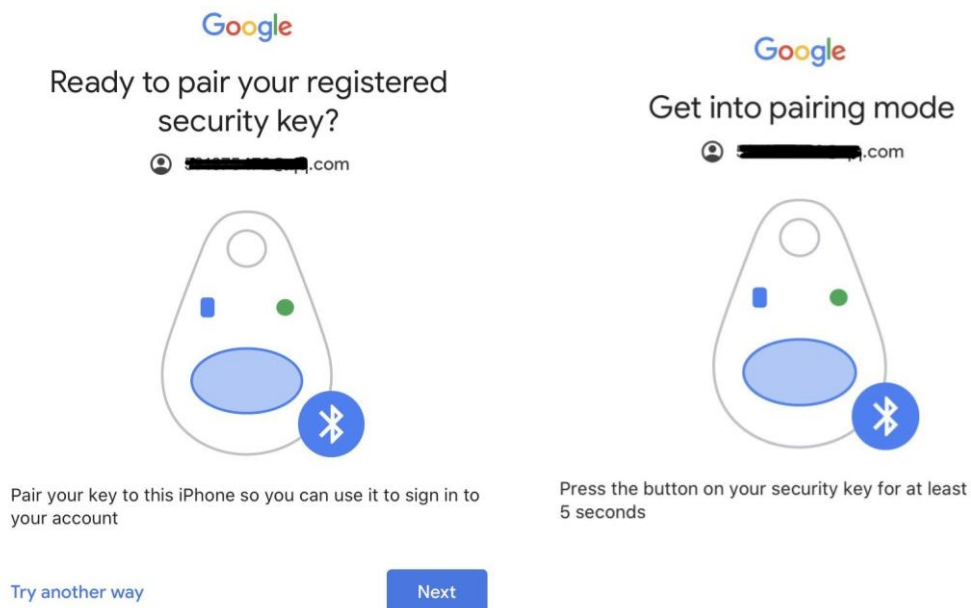 Google
Ready to pair your registered
security key?
.com
Pair your key to this iPhone so you can use it to sign in to
your account
Try another way
Next
Google
Get into pairing mode
.com
Press the button on your security key for at least
5 seconds